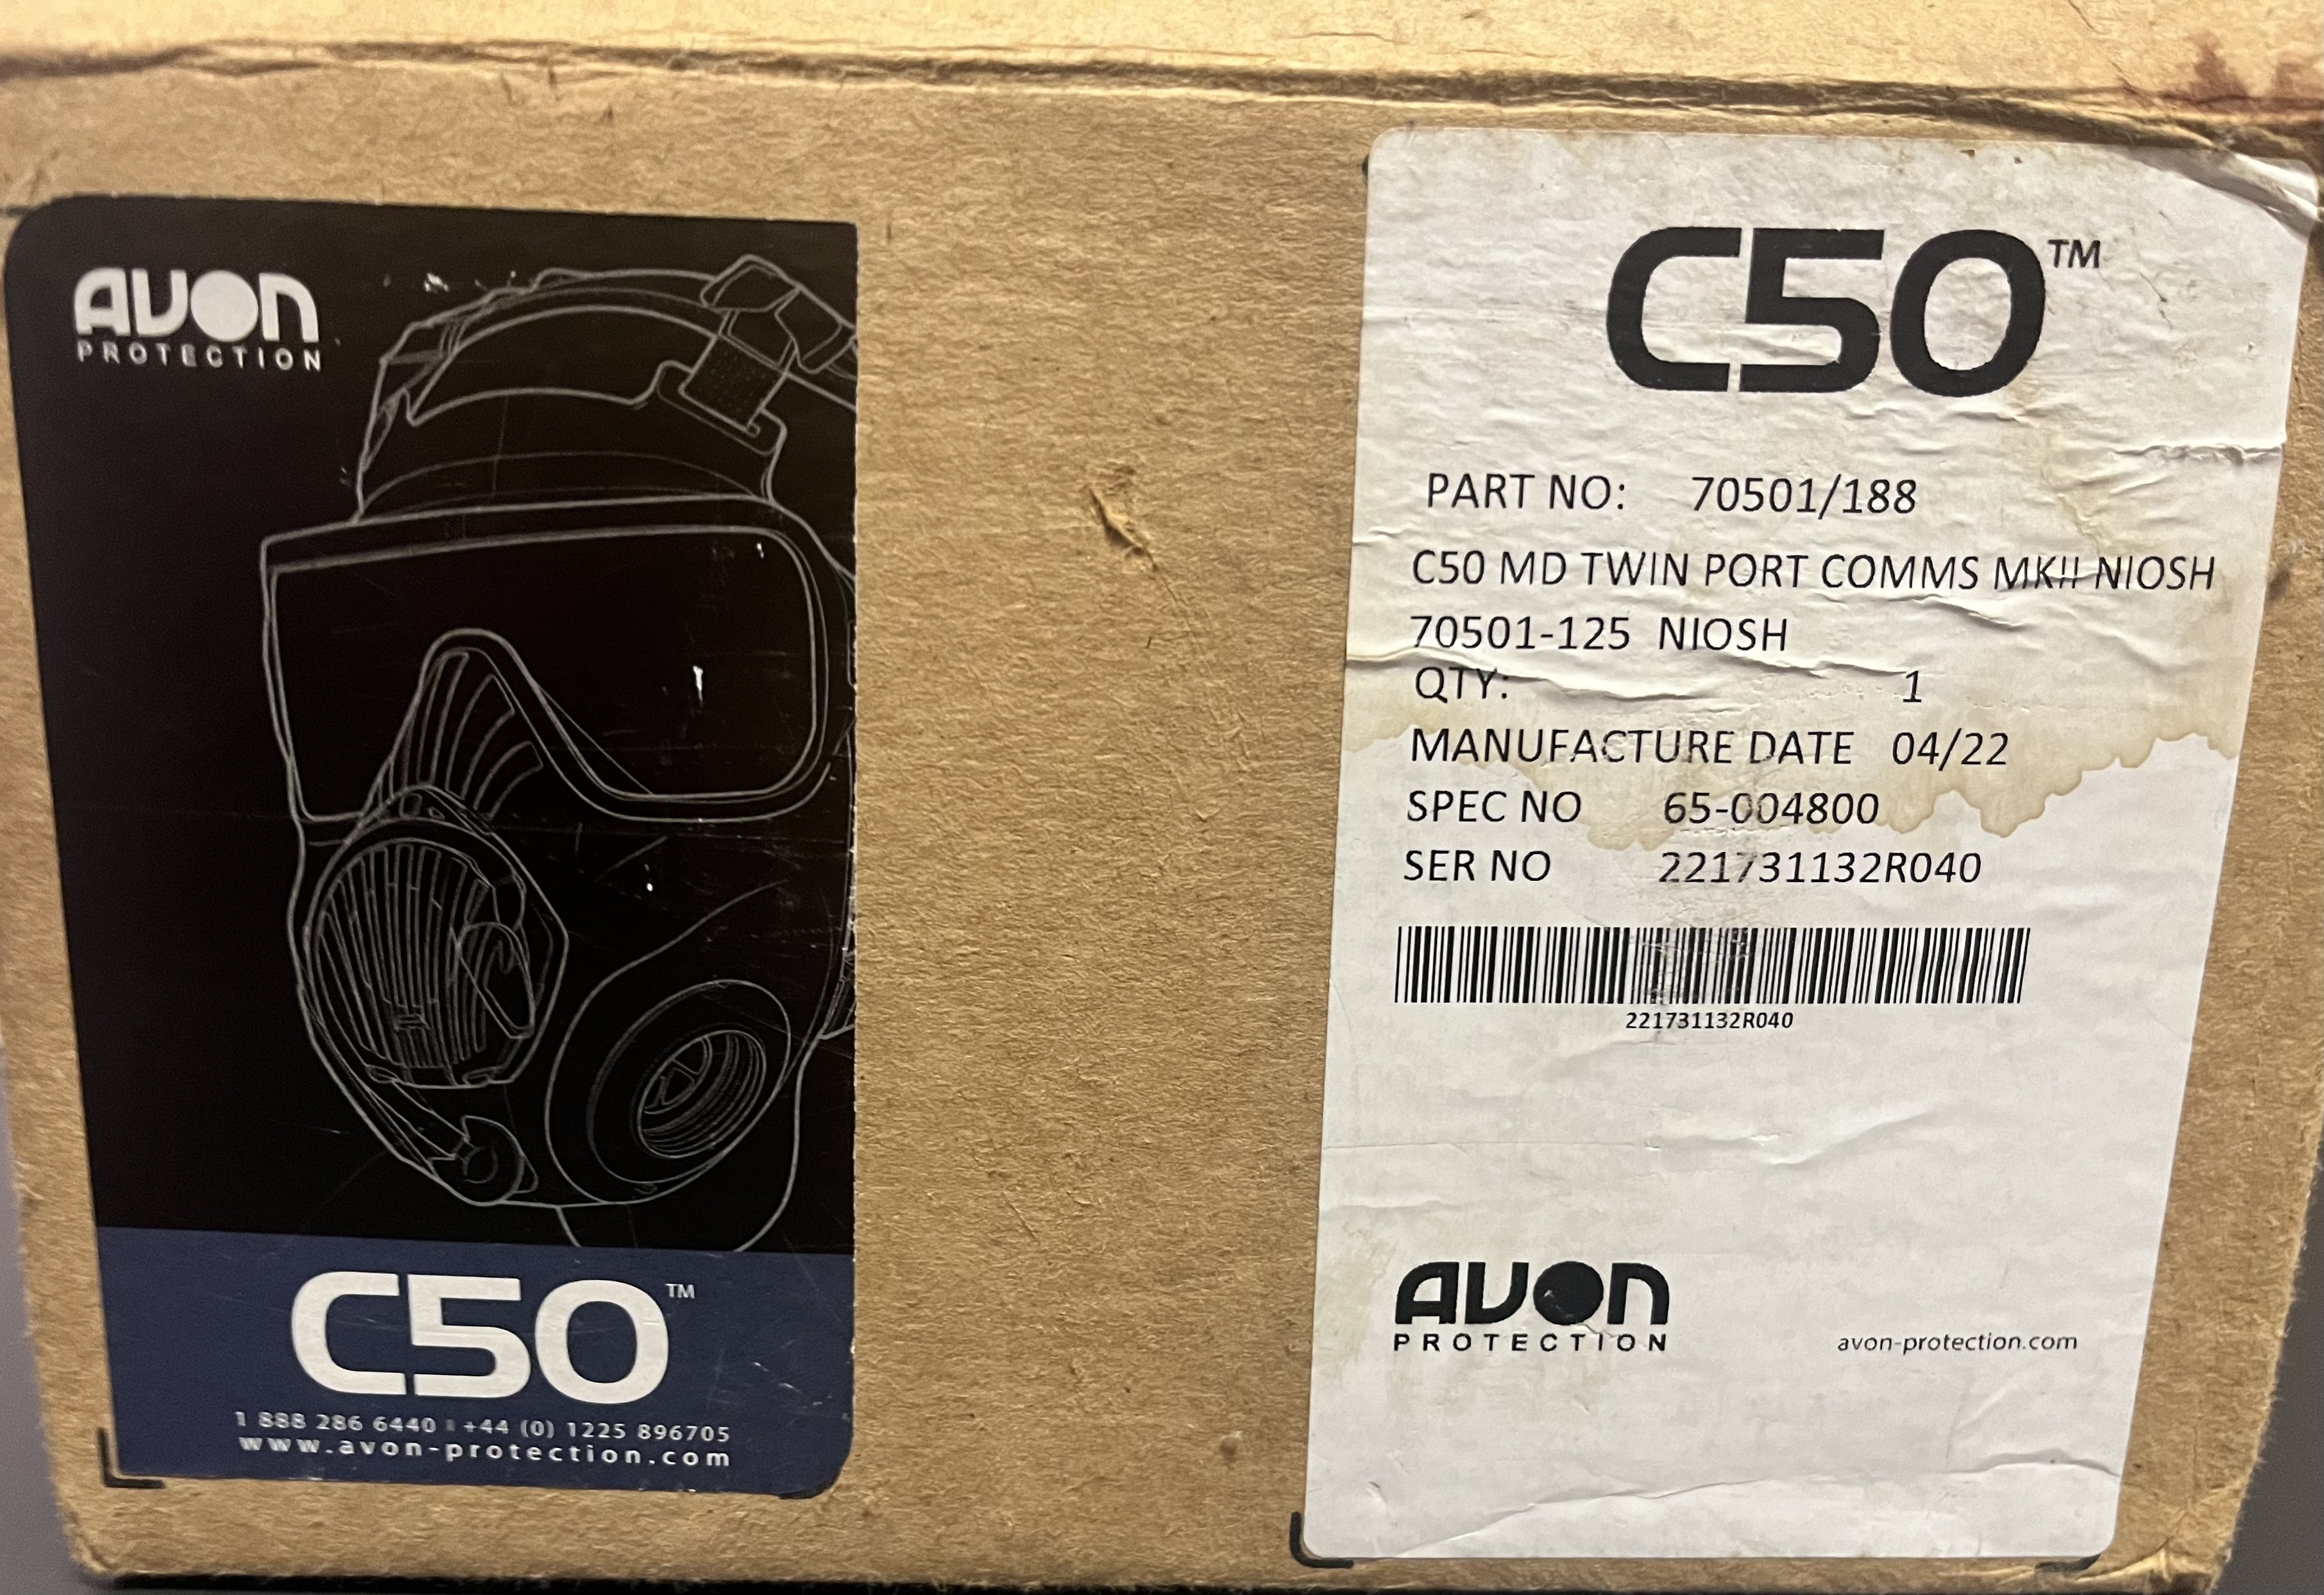 AVON
PROTECTION
C50™
1 888 286 6440 | +44 (0) 1225 896705
www.avon-protection.com
C50™
PART NO: 70501/188
C50 MD TWIN PORT COMMS MKII NIOSH
70501-125 NIOSH
QTY: 1
MANUFACTURE DATE 04/22
SPEC NO 65-004800
SER NO 221731132R040
221731132R040
AVON
PROTECTION
avon-protection.com